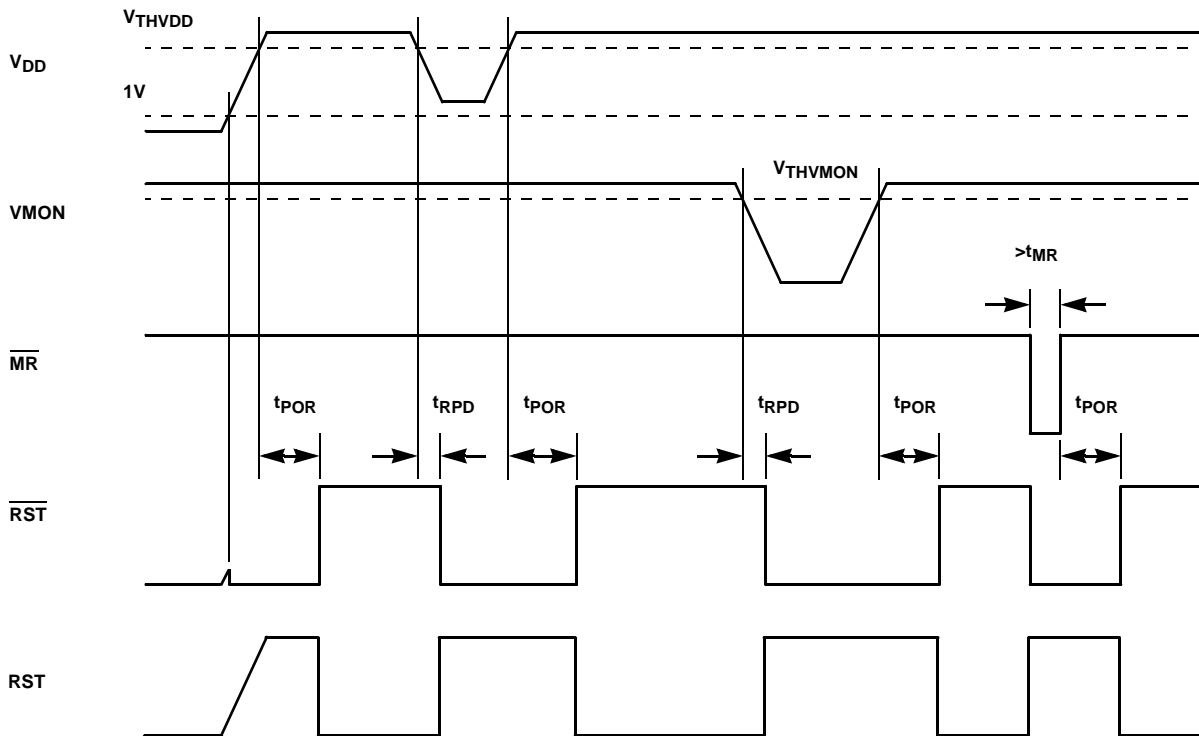 VTHVDD
VDD
1V
VTHVMON
VMON
>tMR
MR
tPOR tRPD tPOR tRPD tPOR tPOR
RST
RST